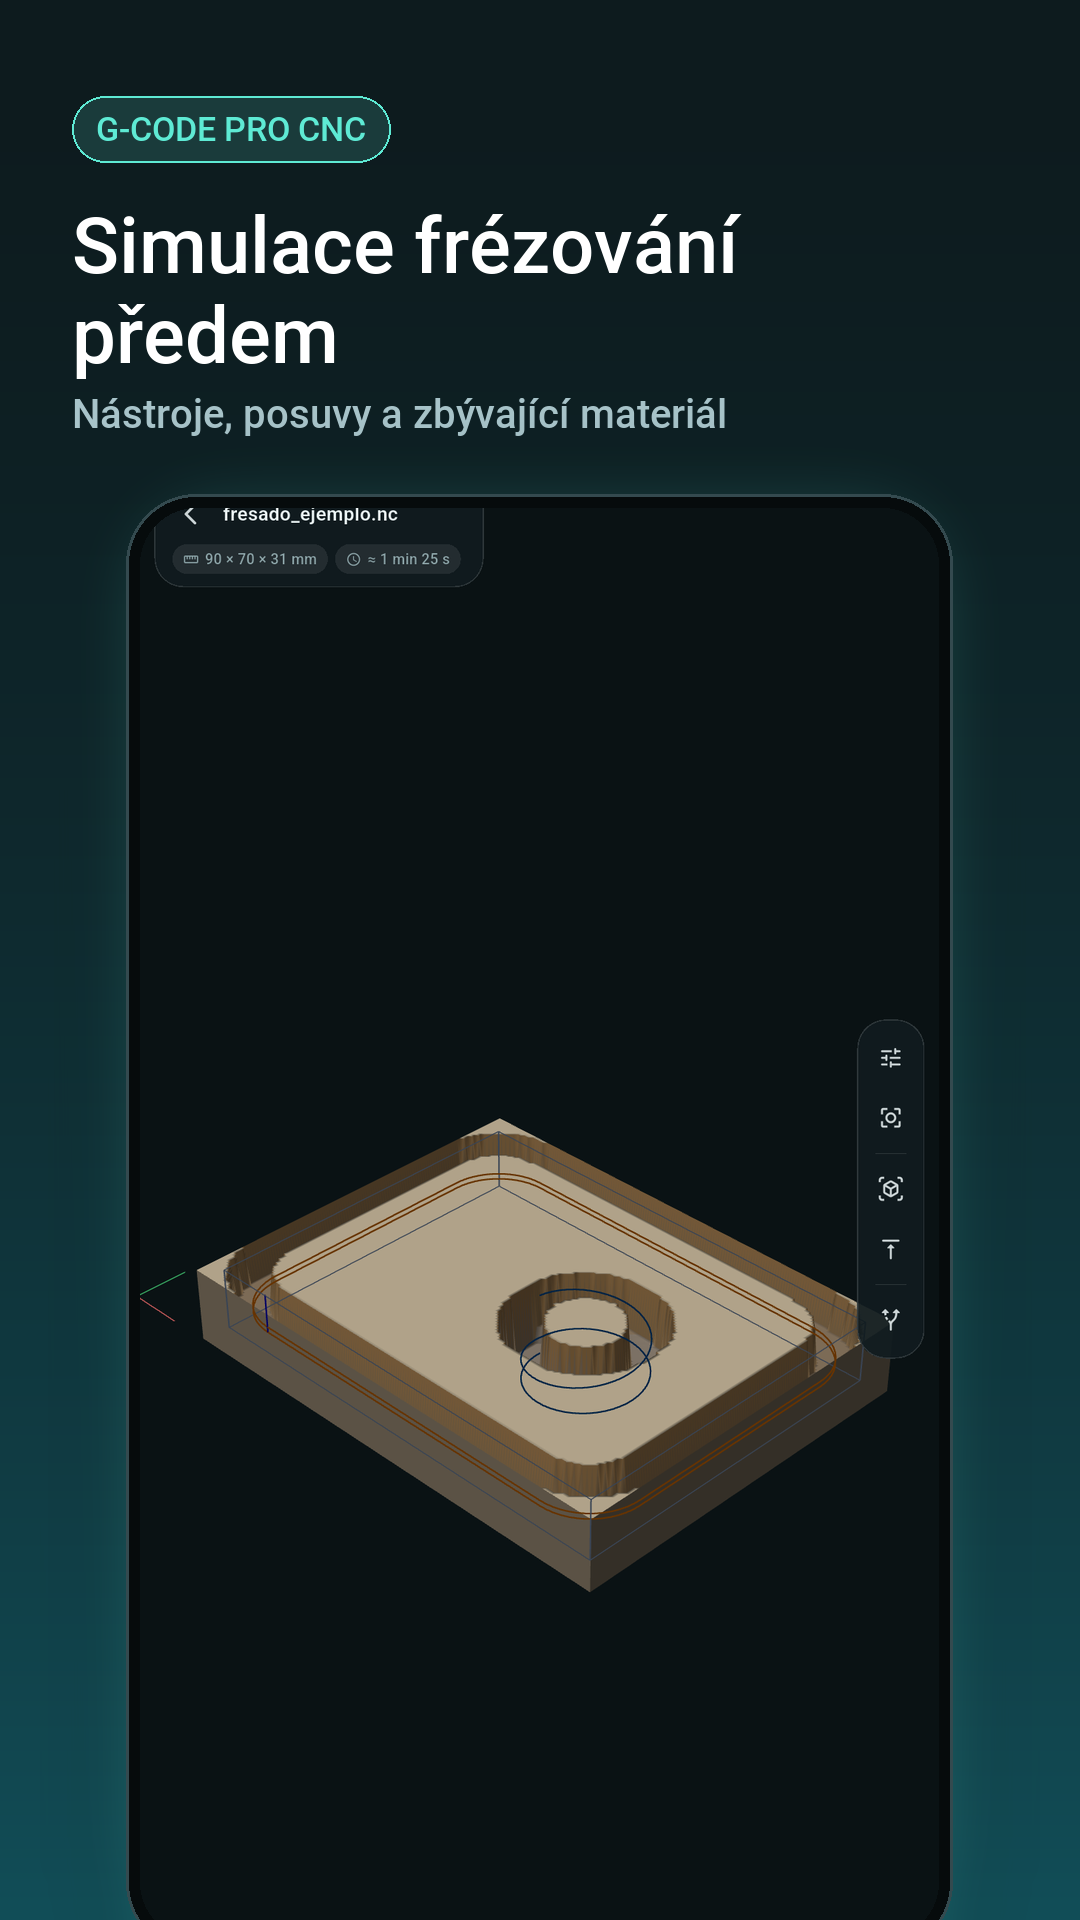 G-CODE PRO CNC
Simulace frézování
předem
Nástroje, posuvy a zbývající materiál
fresado_ejemplo.nc
90 × 70 × 31 mm
≈ 1 min 25 s